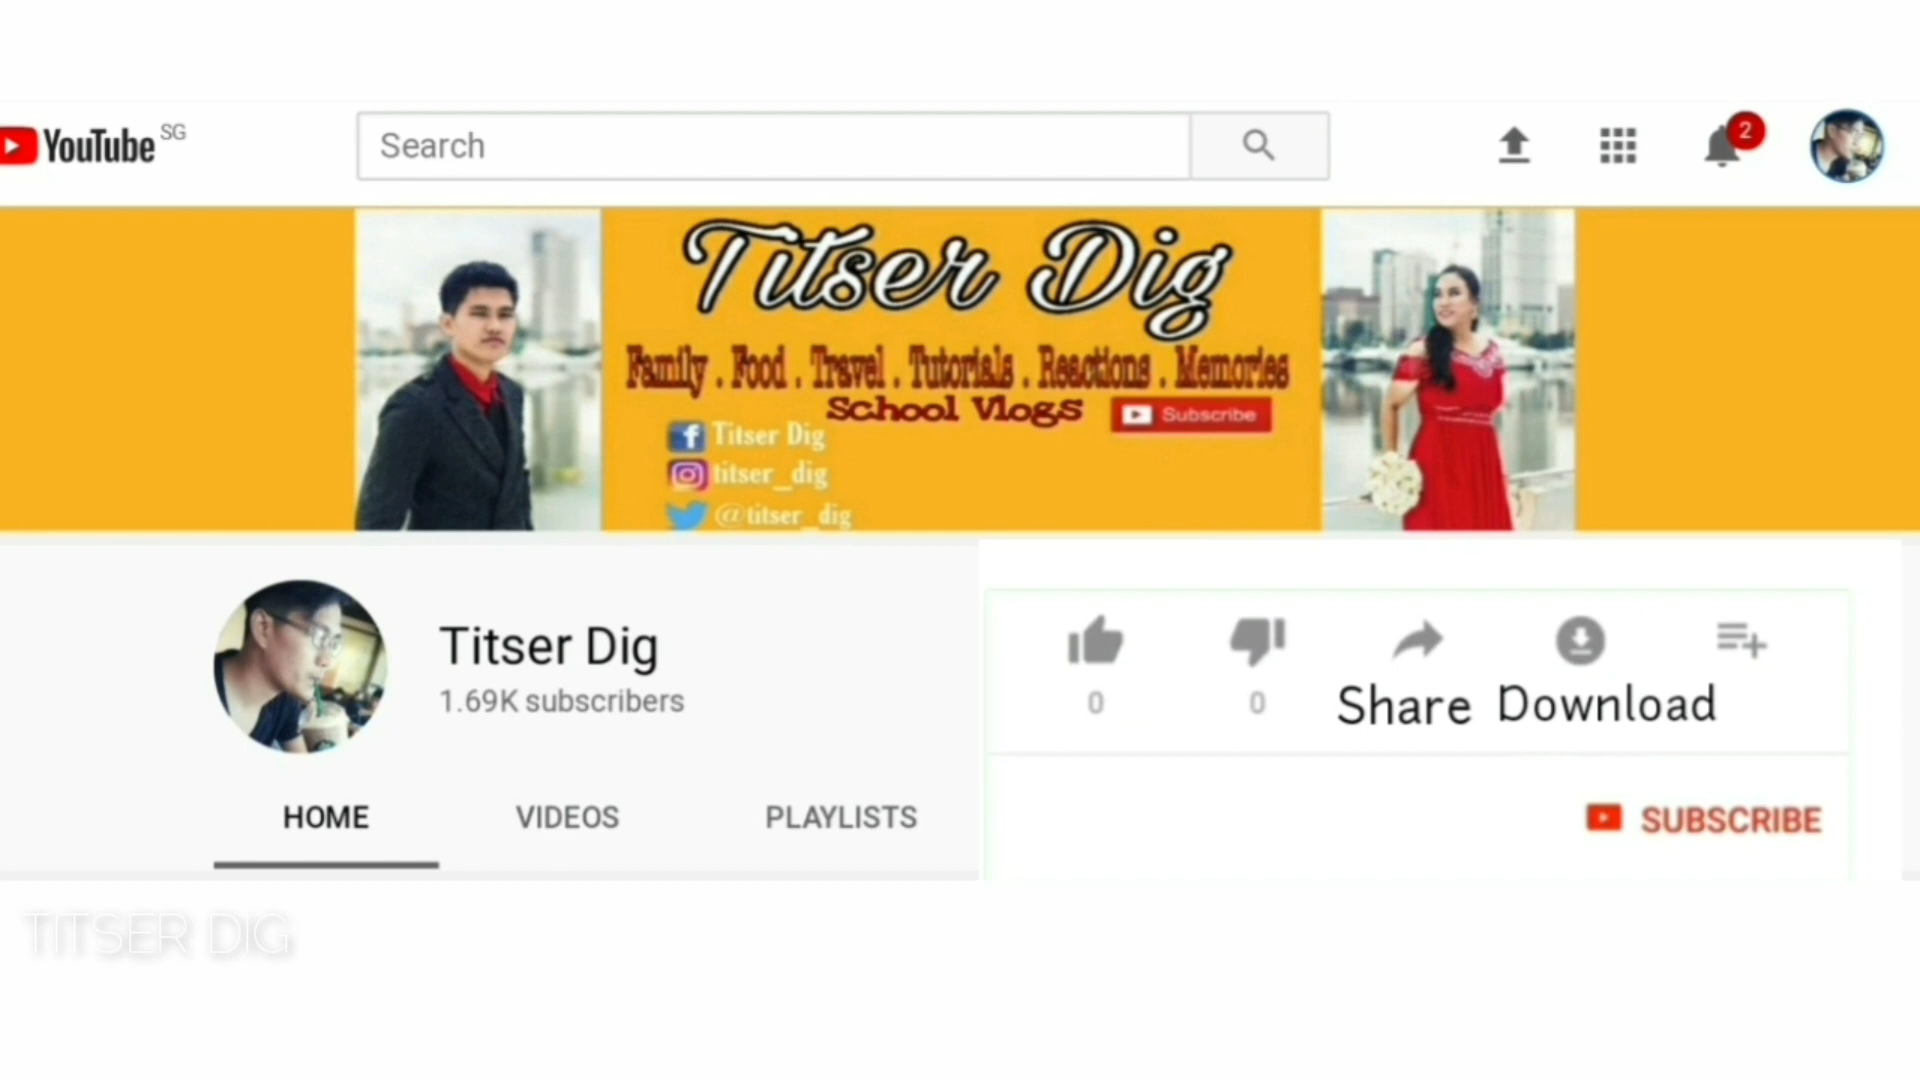 YouTube SG
Search
2
Titser Dig
Family . Food . Travel . Tutorials . Reactions . Memories
School Vlogs
Subscribe
Titser Dig
titser_dig
@titser_dig
Titser Dig
1.69K subscribers
HOME VIDEOS PLAYLISTS
0 0 Share Download
SUBSCRIBE
TITSER DIG